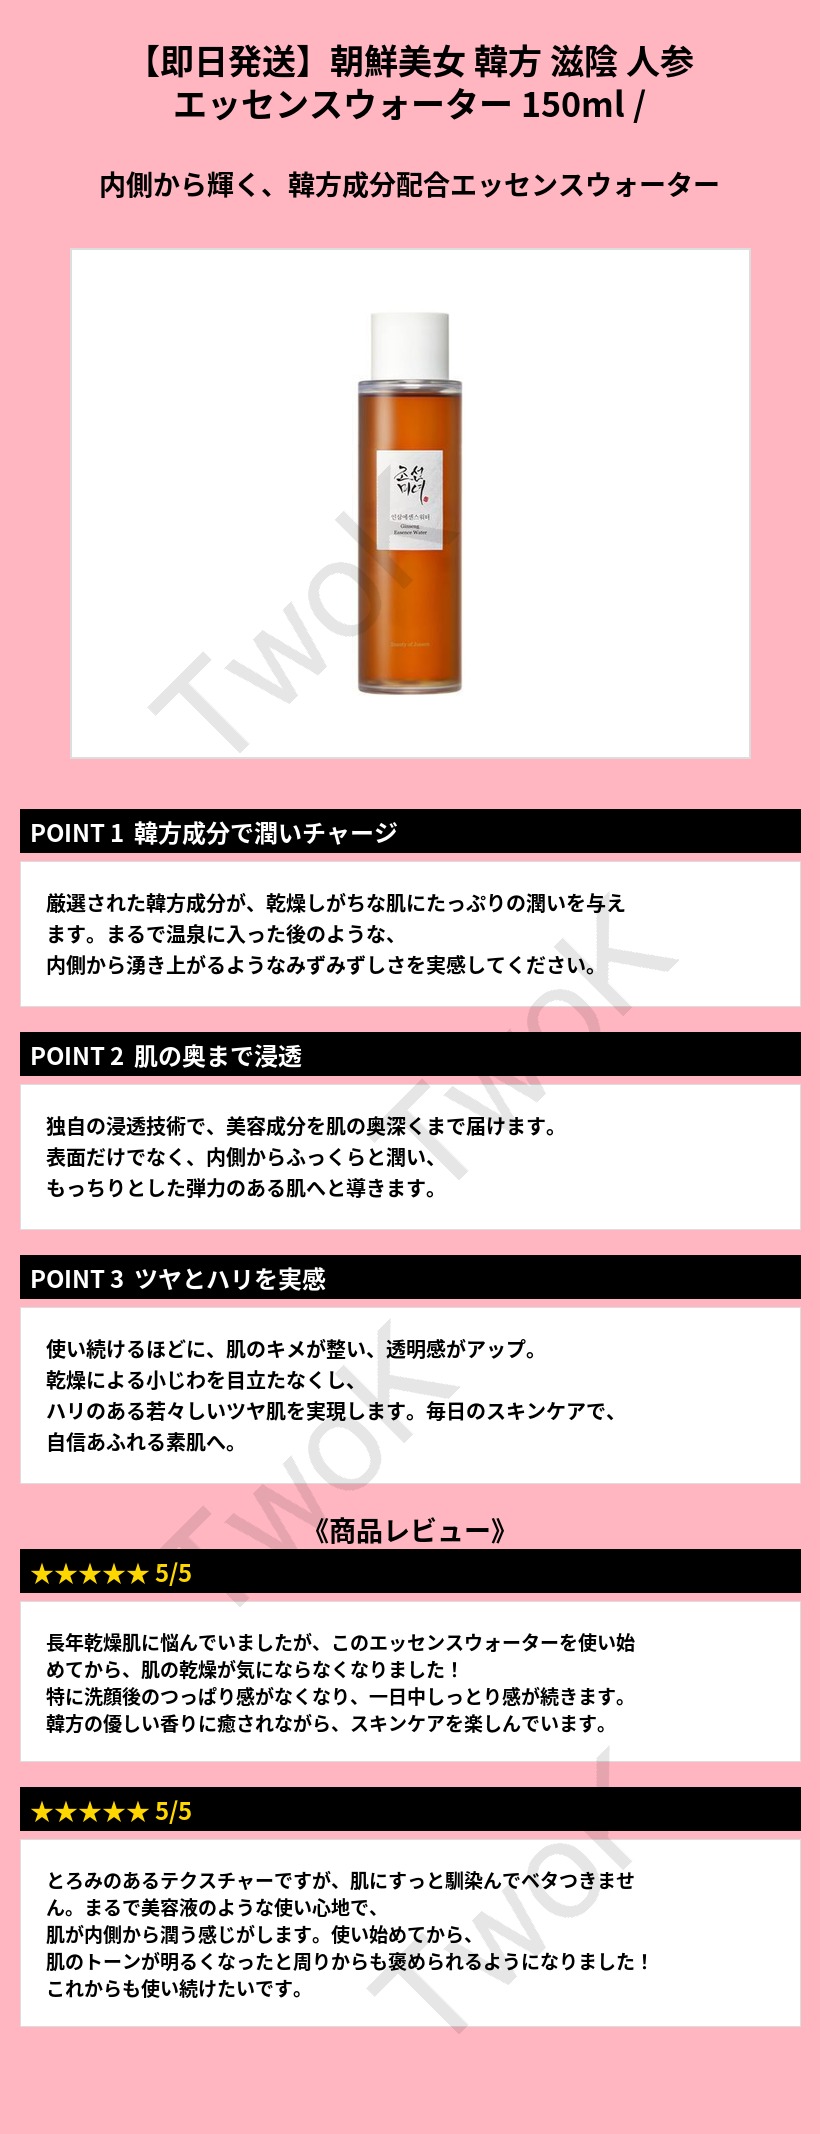 【即日発送】朝鮮美女 韓方 滋陰 人参
エッセンスウォーター 150ml /
内側から輝く、韓方成分配合エッセンスウォーター
조선
미녀
인삼에센스워터
Ginseng
Essence Water
Beauty of Joseon
TwoK
POINT 1 韓方成分で潤いチャージ
厳選された韓方成分が、乾燥しがちな肌にたっぷりの潤いを与え
ます。まるで温泉に入った後のような、
内側から湧き上がるようなみずみずしさを実感してください。
TwoK
POINT 2 肌の奥まで浸透
独自の浸透技術で、美容成分を肌の奥深くまで届けます。
表面だけでなく、内側からふっくらと潤い、
もっちりとした弾力のある肌へと導きます。
POINT 3 ツヤとハリを実感
使い続けるほどに、肌のキメが整い、透明感がアップ。
乾燥による小じわを目立たなくし、
ハリのある若々しいツヤ肌を実現します。毎日のスキンケアで、
自信あふれる素肌へ。
TwoK
《商品レビュー》
★★★★★ 5/5
長年乾燥肌に悩んでいましたが、このエッセンスウォーターを使い始
めてから、肌の乾燥が気にならなくなりました！
特に洗顔後のつっぱり感がなくなり、一日中しっとり感が続きます。
韓方の優しい香りに癒されながら、スキンケアを楽しんでいます。
★★★★★ 5/5
とろみのあるテクスチャーですが、肌にすっと馴染んでベタつきませ
ん。まるで美容液のような使い心地で、
肌が内側から潤う感じがします。使い始めてから、
肌のトーンが明るくなったと周りからも褒められるようになりました！
これからも使い続けたいです。
TwoK